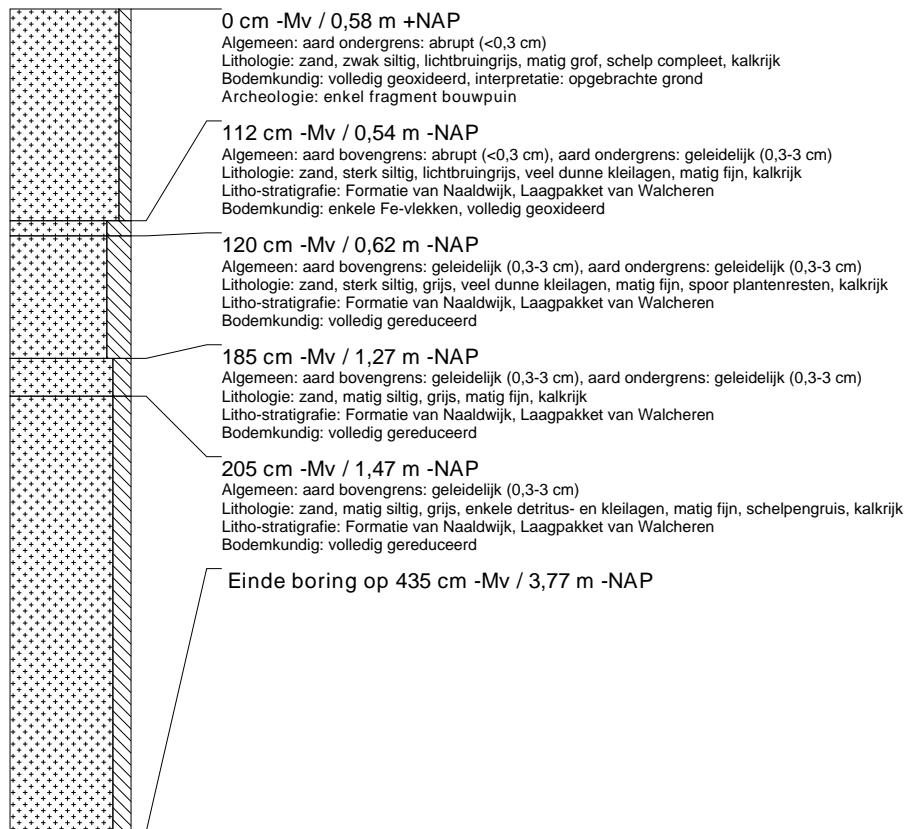 0 cm -Mv / 0,58 m +NAP
Algemeen: aard ondergrens: abrupt (<0,3 cm)
Lithologie: zand, zwak siltig, lichtbruingrijs, matig grof, schelp compleet, kalkrijk
Bodemkundig: volledig geoxideerd, interpretatie: opgebrachte grond
Archeologie: enkel fragment bouwpuin
112 cm -Mv / 0,54 m -NAP
Algemeen: aard bovengrens: abrupt (<0,3 cm), aard ondergrens: geleidelijk (0,3-3 cm)
Lithologie: zand, sterk siltig, lichtbruingrijs, veel dunne kleilagen, matig fijn, kalkrijk
Litho-stratigrafie: Formatie van Naaldwijk, Laagpakket van Walcheren
Bodemkundig: enkele Fe-vlekken, volledig geoxideerd
120 cm -Mv / 0,62 m -NAP
Algemeen: aard bovengrens: geleidelijk (0,3-3 cm), aard ondergrens: geleidelijk (0,3-3 cm)
Lithologie: zand, sterk siltig, grijs, veel dunne kleilagen, matig fijn, spoor plantenresten, kalkrijk
Litho-stratigrafie: Formatie van Naaldwijk, Laagpakket van Walcheren
Bodemkundig: volledig gereduceerd
185 cm -Mv / 1,27 m -NAP
Algemeen: aard bovengrens: geleidelijk (0,3-3 cm), aard ondergrens: geleidelijk (0,3-3 cm)
Lithologie: zand, matig siltig, grijs, matig fijn, kalkrijk
Litho-stratigrafie: Formatie van Naaldwijk, Laagpakket van Walcheren
Bodemkundig: volledig gereduceerd
205 cm -Mv / 1,47 m -NAP
Algemeen: aard bovengrens: geleidelijk (0,3-3 cm)
Lithologie: zand, matig siltig, grijs, enkele detritus- en kleilagen, matig fijn, schelpengruis, kalkrijk
Litho-stratigrafie: Formatie van Naaldwijk, Laagpakket van Walcheren
Bodemkundig: volledig gereduceerd
Einde boring op 435 cm -Mv / 3,77 m -NAP